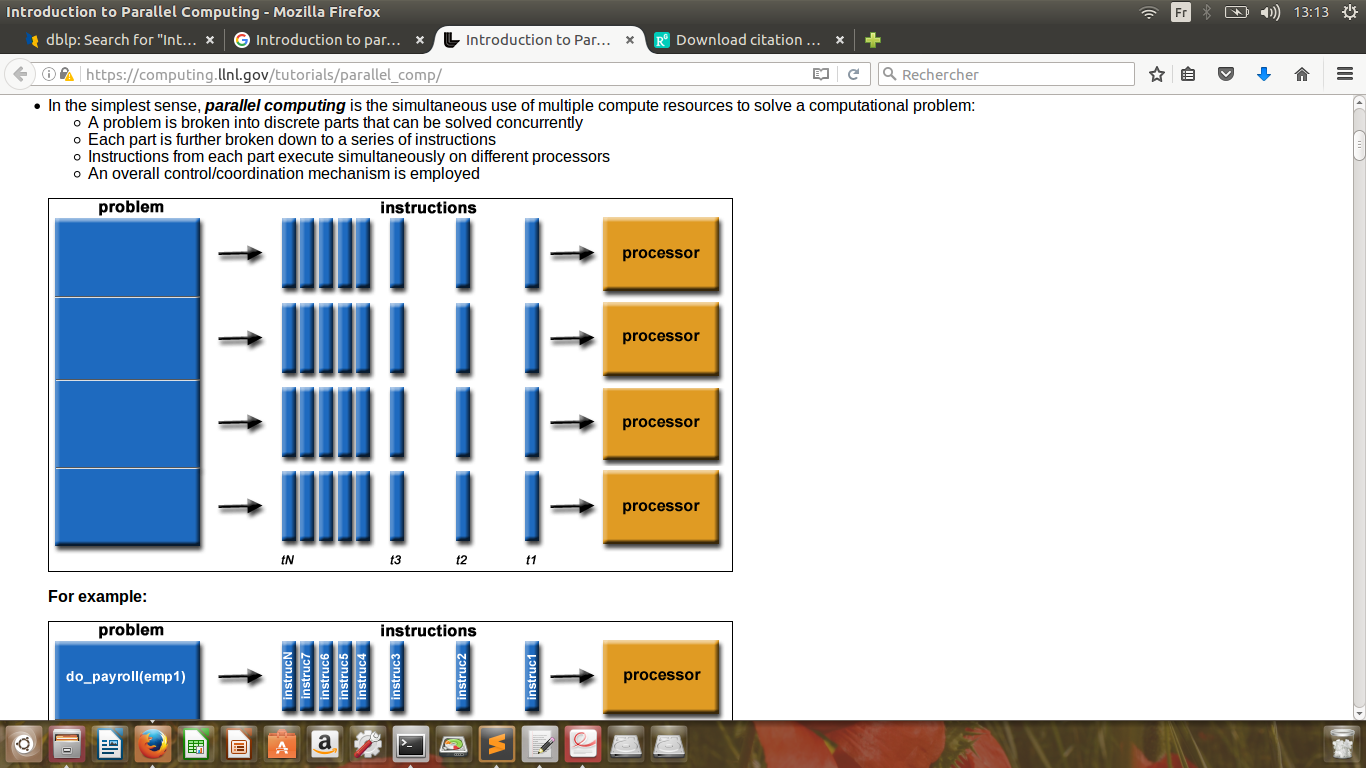 Introduction to Parallel Computing - Mozilla Firefox
Fr
13:13
dblp: Search for "Int... ×
Introduction to par... ×
Introduction to Par... ×
R⁶ Download citation ... ×
https://computing.llnl.gov/tutorials/parallel_comp/
Rechercher
• In the simplest sense, parallel computing is the simultaneous use of multiple compute resources to solve a computational problem:
○ A problem is broken into discrete parts that can be solved concurrently
○ Each part is further broken down to a series of instructions
○ Instructions from each part execute simultaneously on different processors
○ An overall control/coordination mechanism is employed
problem instructions
processor
processor
processor
processor
tN t3 t2 t1
For example:
problem instructions
do_payroll(emp1) instrucN instruc7 instruc6 instruc5 instruc4 instruc3 instruc2 instruc1 processor